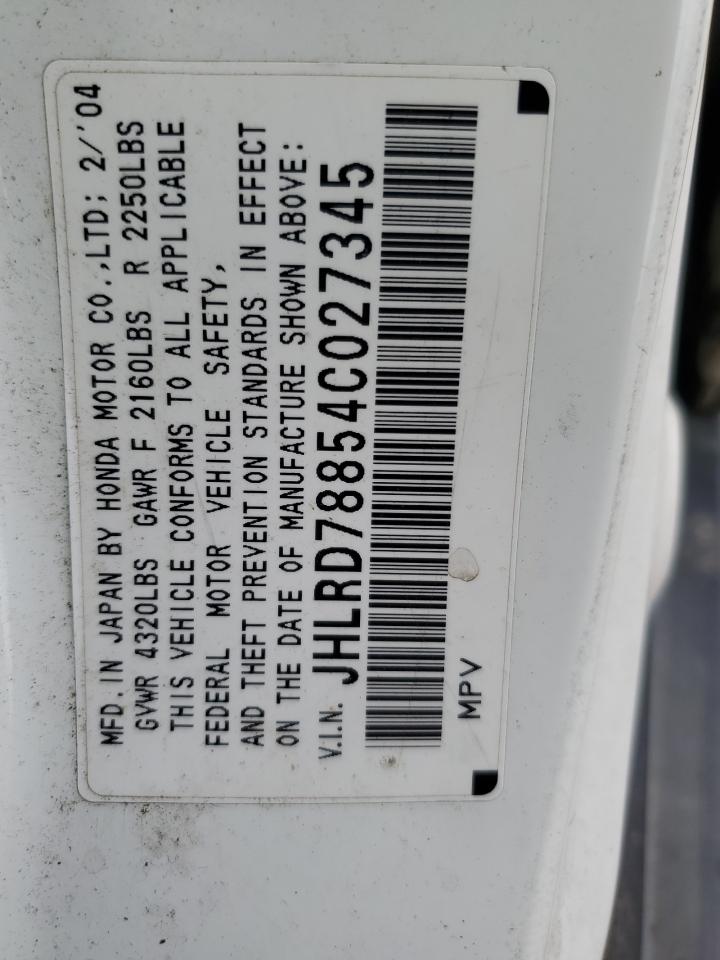 MFD. IN JAPAN BY HONDA MOTOR CO.,LTD; 2/'04
GVWR 4320LBS GAWR F 2160LBS R 2250LBS
THIS VEHICLE CONFORMS TO ALL APPLICABLE
FEDERAL MOTOR VEHICLE SAFETY,
AND THEFT PREVENTION STANDARDS IN EFFECT
ON THE DATE OF MANUFACTURE SHOWN ABOVE:
V.I.N. JHLRD78854C027345
MPV